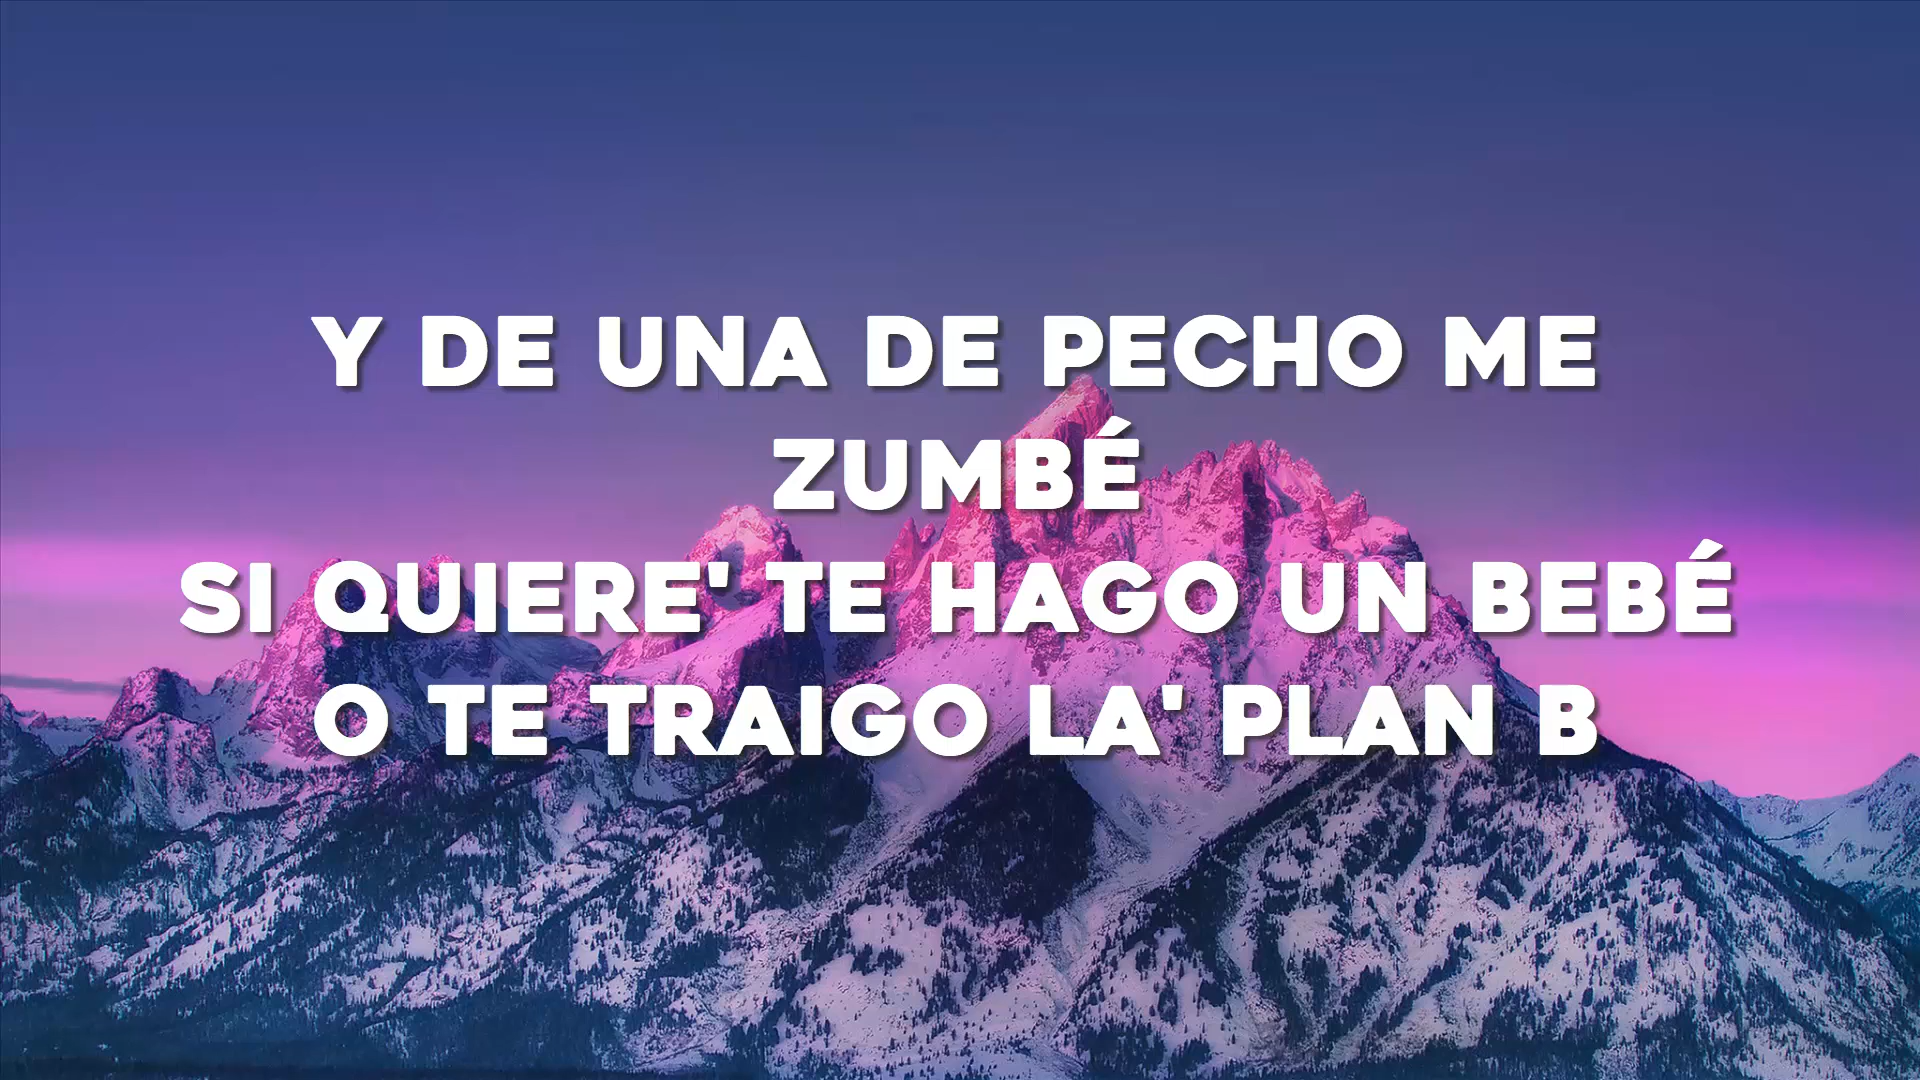 Y DE UNA DE PECHO ME
ZUMBÉ
SI QUIERE' TE HAGO UN BEBÉ
O TE TRAIGO LA' PLAN B